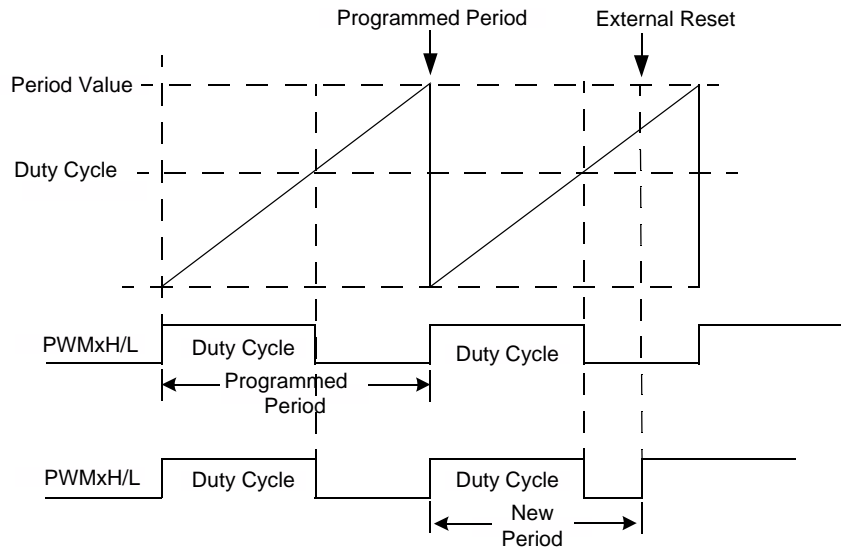 Programmed Period
External Reset
Period Value
Duty Cycle
PWMxH/L
Duty Cycle
Duty Cycle
Programmed
Period
PWMxH/L
Duty Cycle
Duty Cycle
New
Period